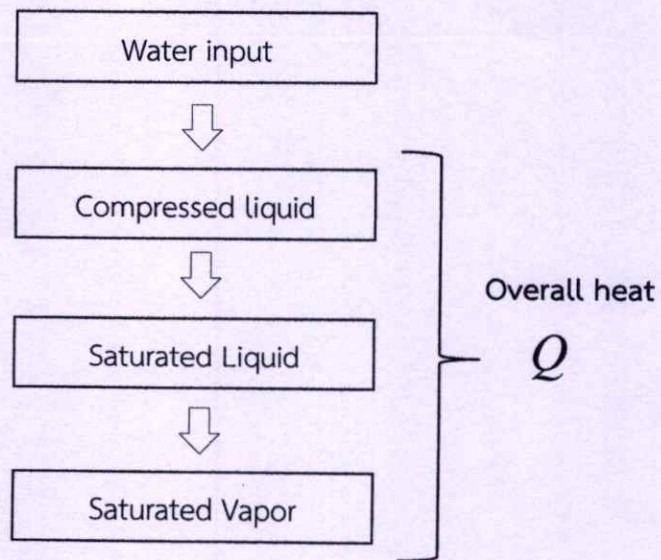 Water input
Compressed liquid
Overall heat
Q
Saturated Liquid
Saturated Vapor